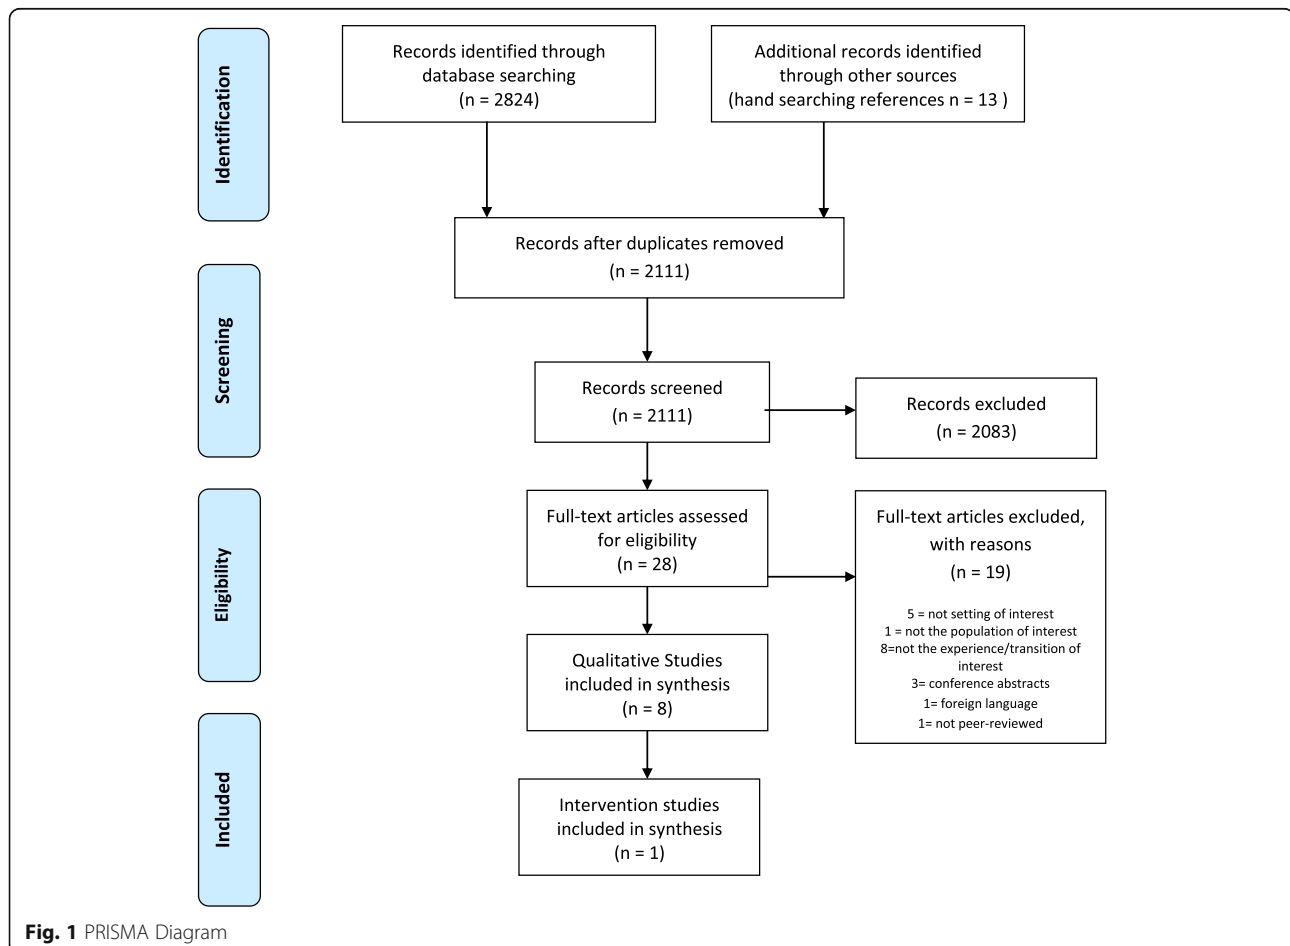 Identification
Records identified through
database searching
(n = 2824)
Additional records identified
through other sources
(hand searching references n = 13 )
Records after duplicates removed
(n = 2111)
Screening
Records screened
(n = 2111)
Records excluded
(n = 2083)
Eligibility
Full-text articles assessed
for eligibility
(n = 28)
Full-text articles excluded,
with reasons
(n = 19)
5 = not setting of interest
1 = not the population of interest
8=not the experience/transition of
interest
3= conference abstracts
1= foreign language
1= not peer-reviewed
Qualitative Studies
included in synthesis
(n = 8)
Included
Intervention studies
included in synthesis
(n = 1)
Fig. 1 PRISMA Diagram